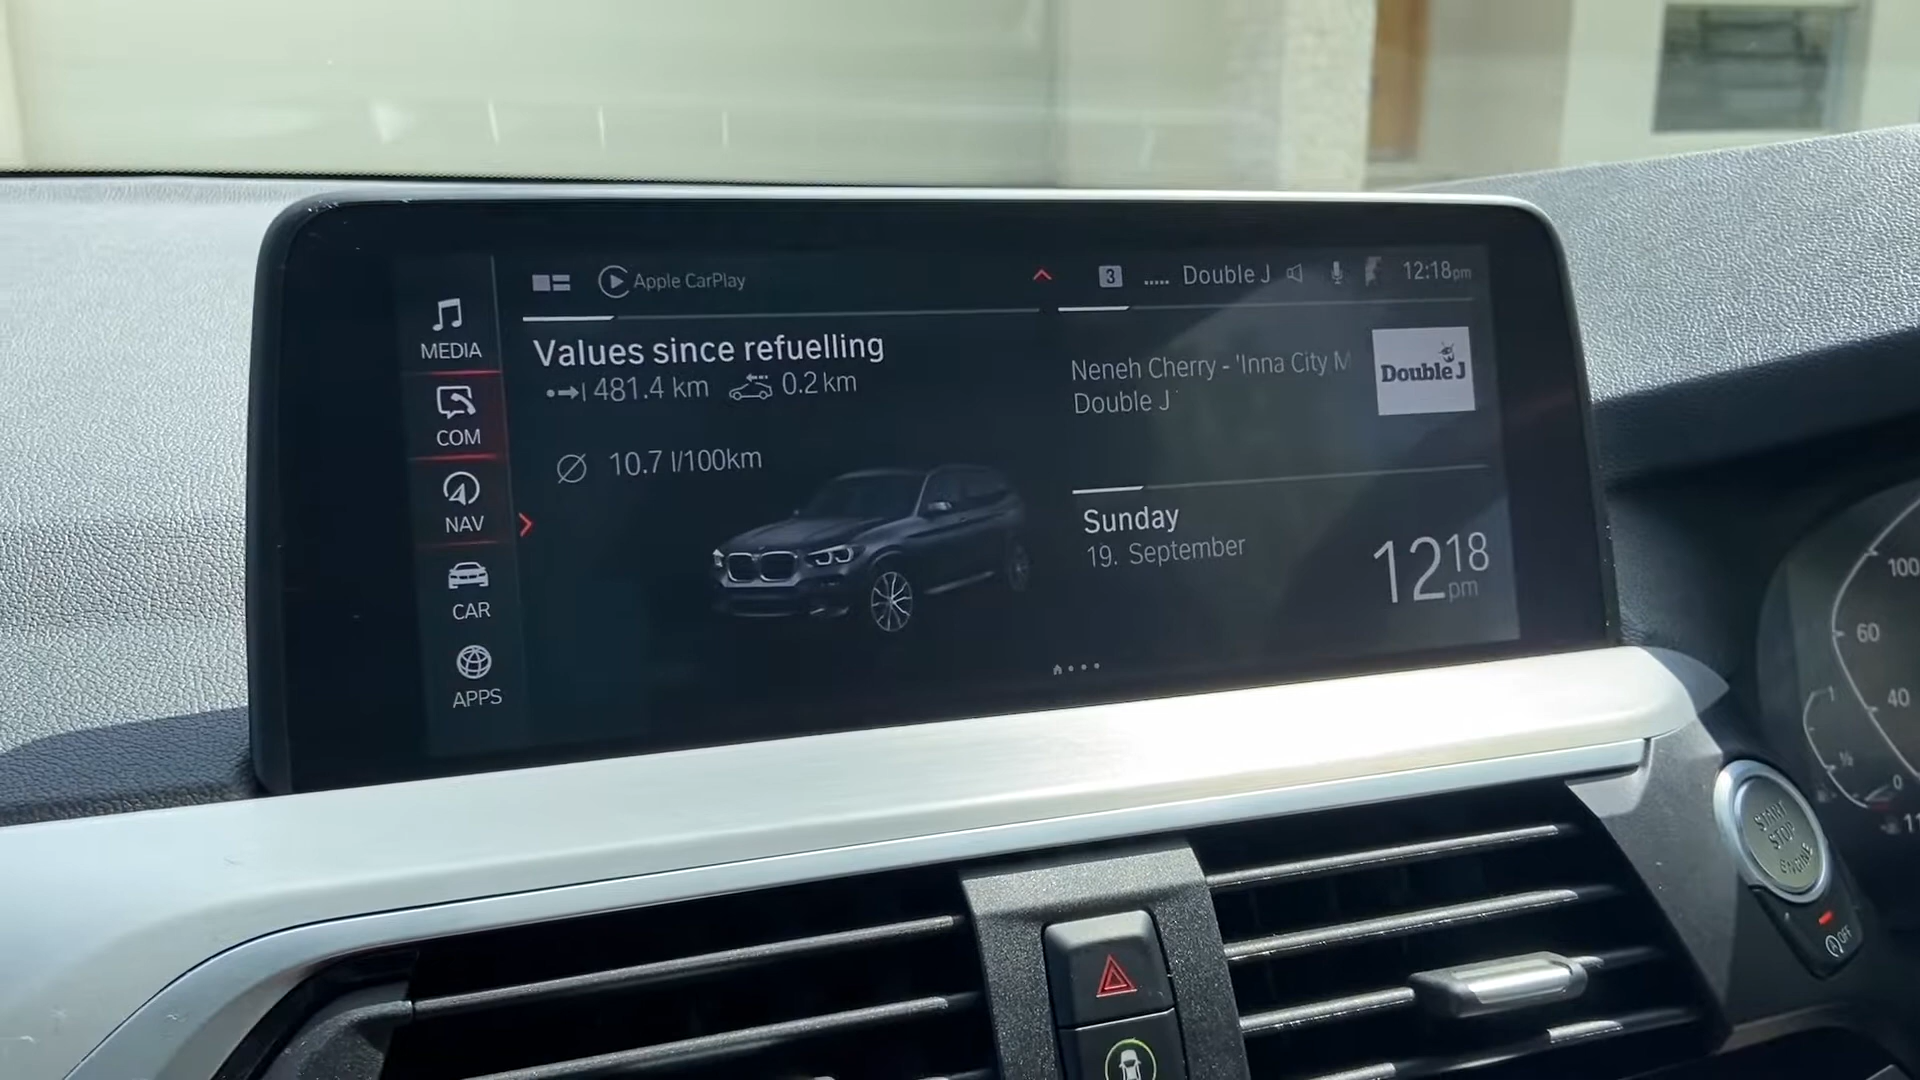 Apple CarPlay
3
Double J
12:18pm
MEDIA
COM
NAV
CAR
APPS
Values since refuelling
481.4 km
0.2 km
10.7 l/100km
Neneh Cherry - 'Inna City M
Double J
Double J
Sunday
19. September
12 18
pm
100
60
40
1
0
START
STOP
ENGINE
OFF